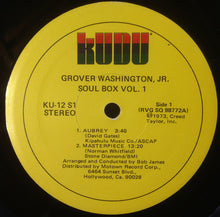 KUDU
GROVER WASHINGTON, JR.
SOUL BOX VOL. 1
KU-12 S1
STEREO
Side 1
(RVG SO 98772A)
℗1973, Creed
Taylor, Inc.
1. AUBREY 3:40
(David Gates)
Kipahulu Music Co./ASCAP
2. MASTERPIECE 13:20
(Norman Whitfield)
Stone Diamond/BMI
Arranged and Conducted by Bob James
Distributed by Motown Record Corp.
6464 Sunset Blvd.,
Hollywood, Ca. 90028